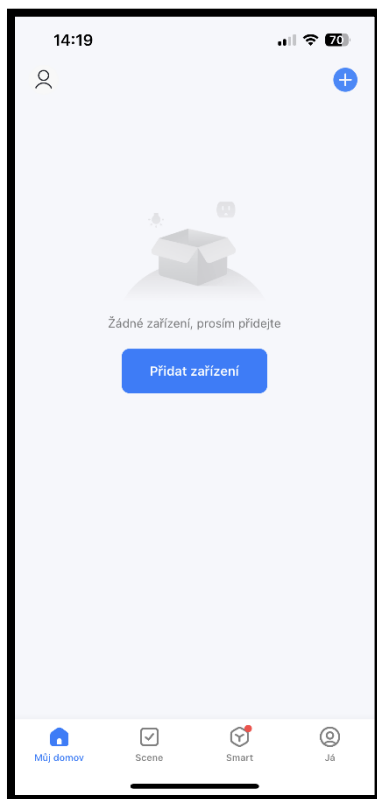 14:19
70
Žádné zařízení, prosím přidejte
Přidat zařízení
Můj domov
Scene
Smart
Já